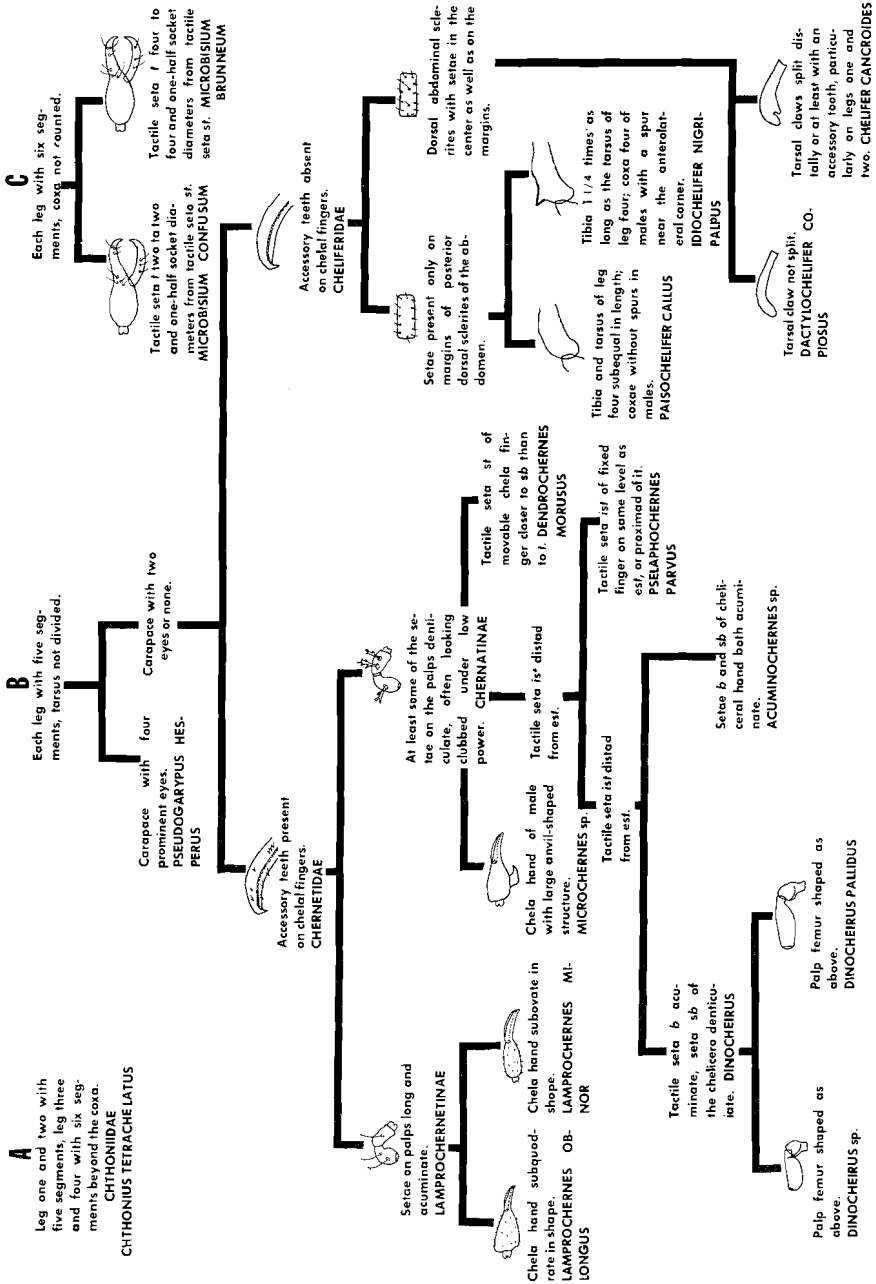 A
Leg one and two with
five segments, leg three
and four with six seg-
ments beyond the coxa.
CHTHONIIDAE
CHTHONIUS TETRACHELATUS
B
Each leg with five seg-
ments, tarsus not divided.
Carapace with four
prominent eyes.
PSEUDOGARYPUS HES-
PERUS
Carapace with two
eyes or none.
Accessory teeth present
on chelal fingers.
CHERNETIDAE
Setae on palps long and
acuminate.
LAMPROCHERNETINAE
Chela hand subquad-
rate in shape.
LAMPROCHERNES OB-
LONGUS
Chela hand subovate in
shape.
LAMPROCHERNES MI-
NOR
At least some of the se-
tae on the palps denti-
culate, often looking
clubbed under low
power. CHERNATINAE
Chela hand of male
with large anvil-shaped
structure.
MICROCHERNES sp.
Tactile seta ist distad
from est.
Tactile seta st of
movable chela fin-
ger closer to sb than
to t. DENDROCHERNES
MORUSUS
Tactile seta ist distad
from est.
Tactile seta ist of fixed
finger on same level as
est, or proximad of it.
PSELAPHOCHERNES
PARVUS
Tactile seta b acu-
minate, seta sb of
the chelicera denticu-
late. DINOCHEIRUS
Setae b and sb of cheli-
ceral hand both acumi-
nate.
ACUMINOCHERNES sp.
Palp femur shaped as
above.
DINOCHEIRUS sp.
Palp femur shaped as
above.
DINOCHEIRUS PALLIDUS
Accessory teeth absent
on chelal fingers.
CHELIFERIDAE
Setae present only on
margins of posterior
dorsal sclerites of the ab-
domen.
Dorsal abdominal scle-
rites with setae in the
center as well as on the
margins.
Tibia and tarsus of leg
four subequal in length;
coxae without spurs in
males.
PAISOCHELIFER CALLUS
Tibia 1 1/4 times as
long as the tarsus of
leg four; coxa four of
males with a spur
near the anterolat-
eral corner.
IDIOCHELIFER NIGRI-
PALPUS
Tarsal claw not split.
DACTYLOCHELIFER CO-
PIOSUS
Tarsal claws split dis-
tally or at least with an
accessory tooth, particu-
larly on legs one and
two. CHELIFER CANCROIDES
C
Each leg with six seg-
ments, coxa not counted.
Tactile seta t two to two
and one-half socket dia-
meters from tactile seta st.
MICROBISIUM CONFUSUM
Tactile seta t four to
four and one-half socket
diameters from tactile
seta st. MICROBISIUM
BRUNNEUM